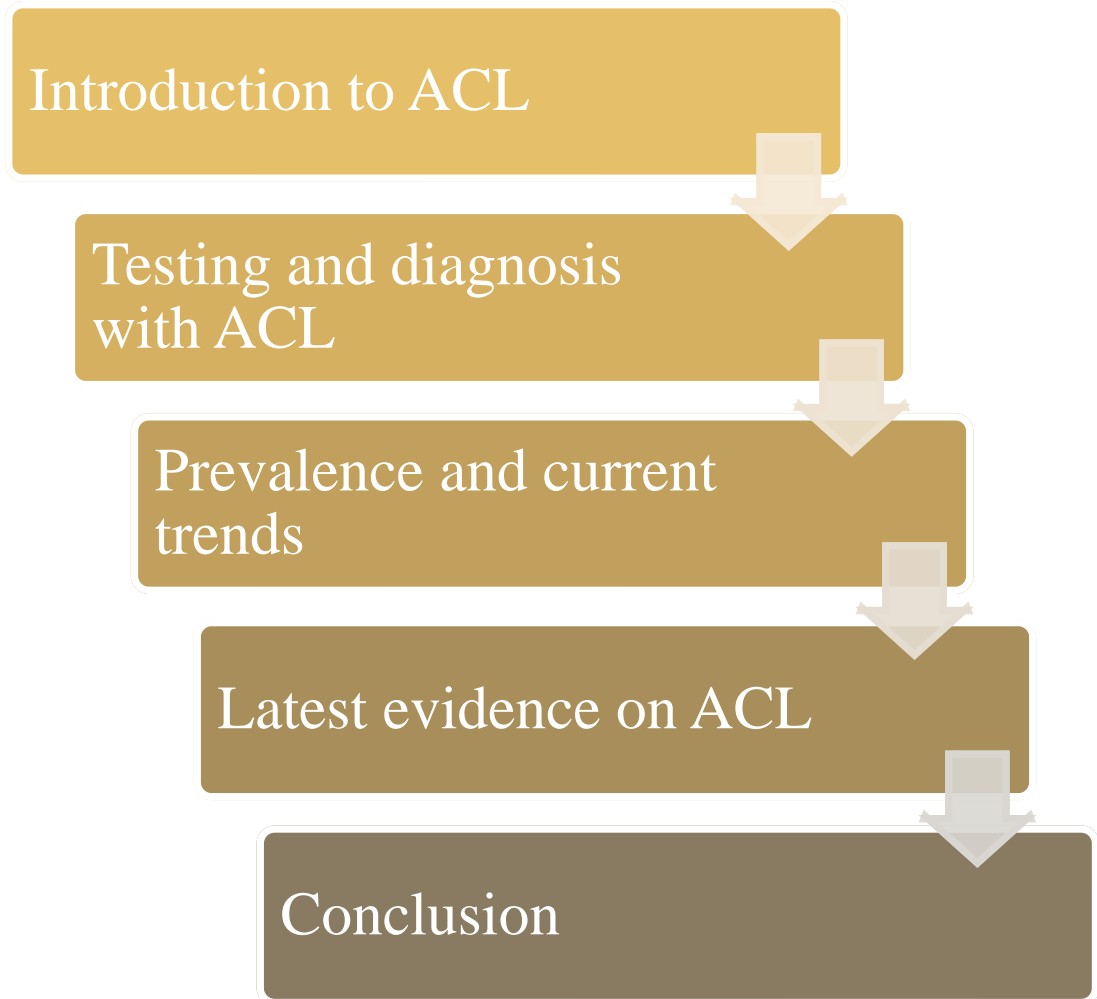 Introduction to ACL
Testing and diagnosis
with ACL
Prevalence and current
trends
Latest evidence on ACL
Conclusion